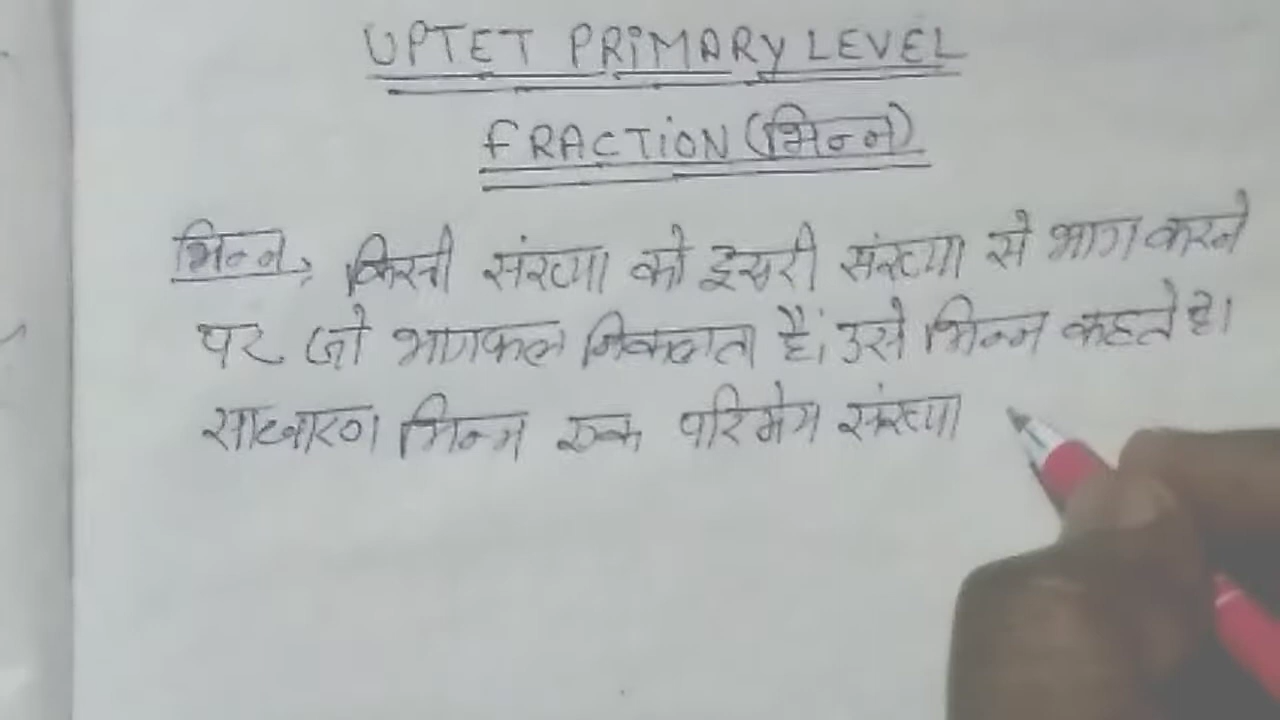 UPTET PRIMARY LEVEL
FRACTION (भिन्न)
भिन्न, किसी संख्या को दूसरी संख्या से भाग करने
पर जो भागफल निकलता है। उसे भिन्न कहते है।
साधारण भिन्न एक परिमेय संख्या